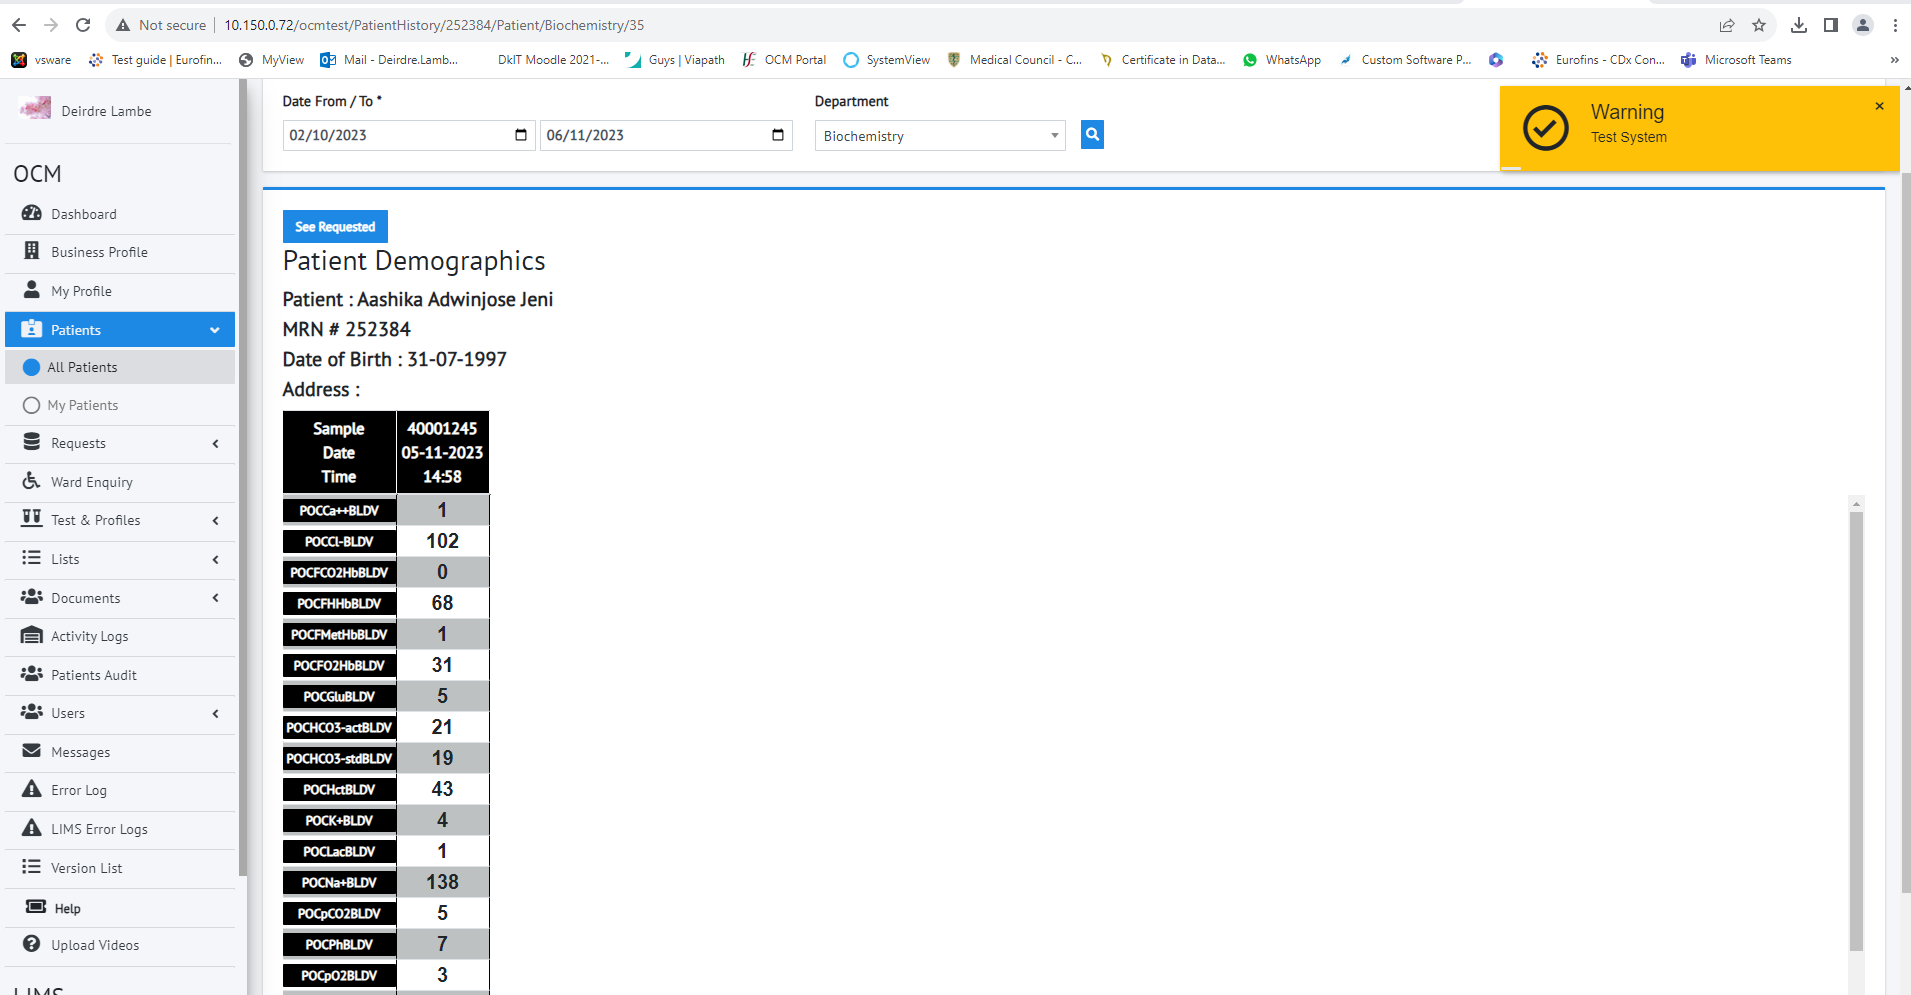 Not secure | 10.150.0.72/ocmtest/PatientHistory/252384/Patient/Biochemistry/35
vsware Test guide | Eurofin... MyView Mail - Deirdre.Lamb... DkIT Moodle 2021-... Guys | Viapath OCM Portal SystemView Medical Council - C... Certificate in Data... WhatsApp Custom Software P... Eurofins - CDx Con... Microsoft Teams »
Deirdre Lambe
OCM
Dashboard
Business Profile
My Profile
Patients
All Patients
My Patients
Requests
Ward Enquiry
Test & Profiles
Lists
Documents
Activity Logs
Patients Audit
Users
Messages
Error Log
LIMS Error Logs
Version List
Help
Upload Videos
LIMS
Date From / To *
02/10/2023 06/11/2023
Department
Biochemistry
Warning
Test System
See Requested
Patient Demographics
Patient : Aashika Adwinjose Jeni
MRN # 252384
Date of Birth : 31-07-1997
Address :
Sample 40001245
Date 05-11-2023
Time 14:58
POCCa++BLDV 1
POCCl-BLDV 102
POCFCO2HbBLDV 0
POCFHHbBLDV 68
POCFMetHbBLDV 1
POCFO2HbBLDV 31
POCGluBLDV 5
POCHCO3-actBLDV 21
POCHCO3-stdBLDV 19
POCHctBLDV 43
POCK+BLDV 4
POCLacBLDV 1
POCNa+BLDV 138
POCpCO2BLDV 5
POCPhBLDV 7
POCpO2BLDV 3